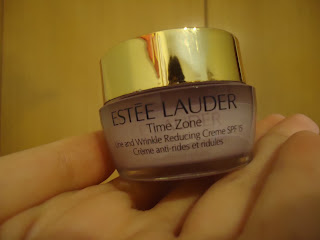 ESTĒE LAUDER
Time Zone
Line and Wrinkle Reducing Creme SPF 15
Crème anti-rides et ridules